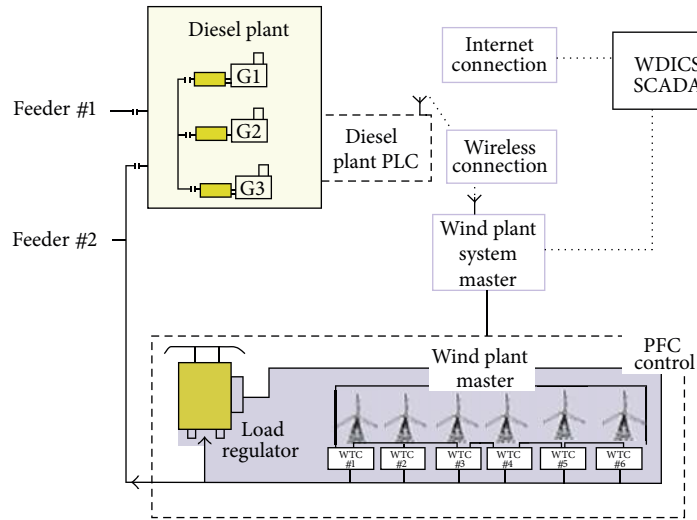 Diesel plant
G1
G2
G3
Feeder #1
Feeder #2
Diesel
plant PLC
Internet
connection
WDICS
SCADA
Wireless
connection
Wind plant
system
master
PFC
control
Wind plant
master
Load
regulator
WTC
#1
WTC
#2
WTC
#3
WTC
#4
WTC
#5
WTC
#6